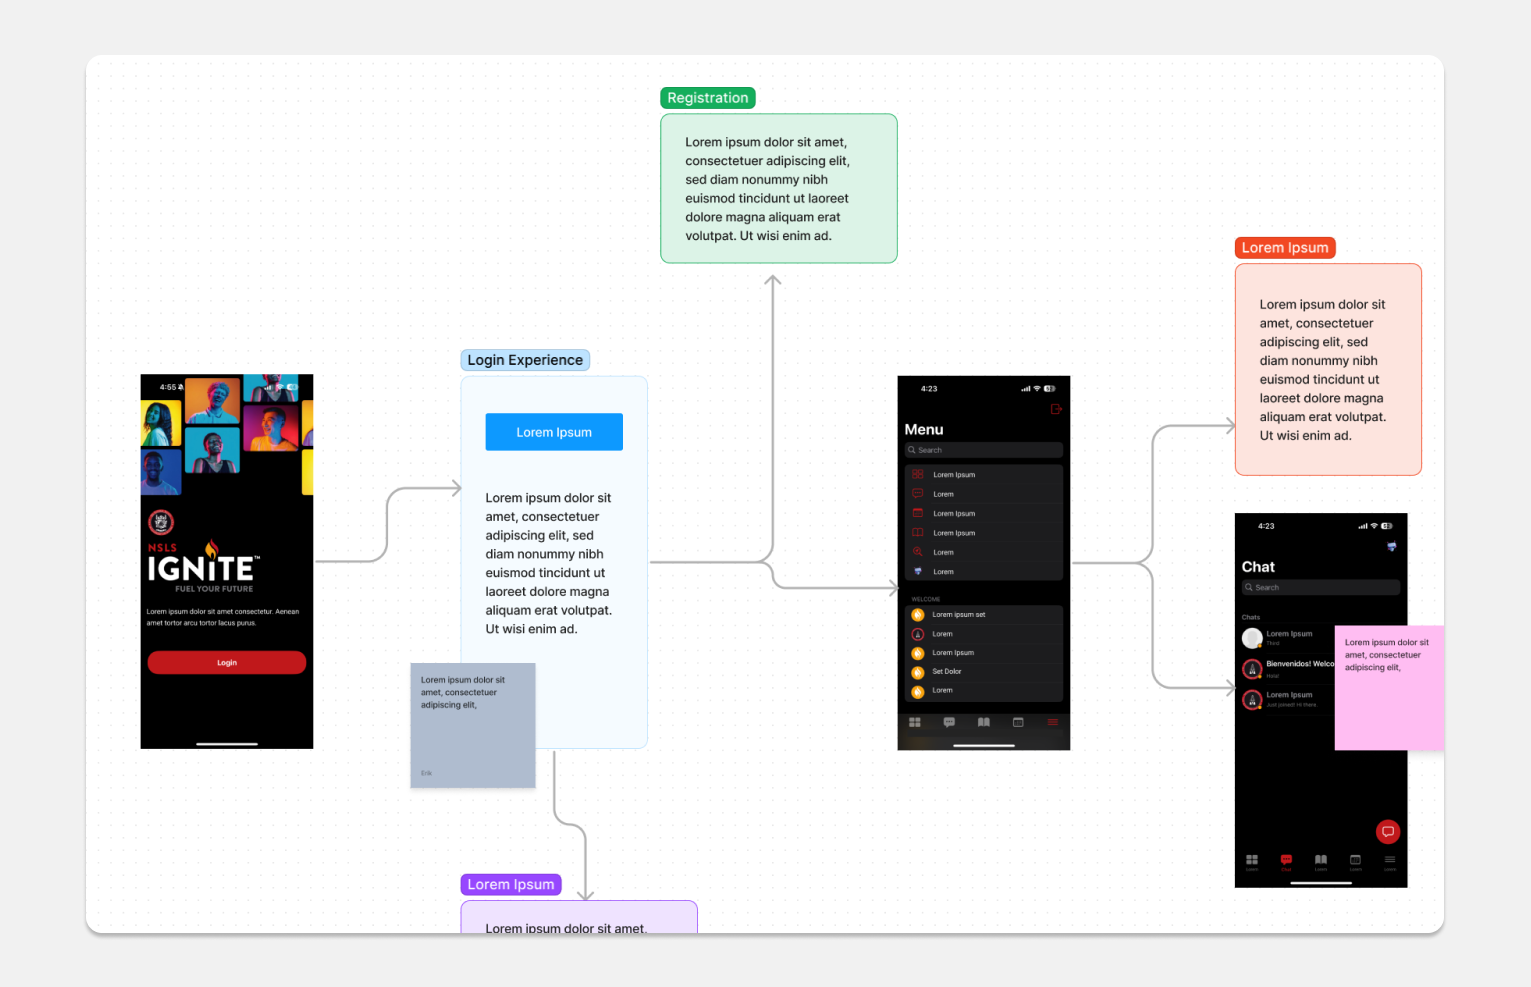 Registration
Lorem ipsum dolor sit amet,
consectetuer adipiscing elit,
sed diam nonummy nibh
euismod tincidunt ut laoreet
dolore magna aliquam erat
volutpat. Ut wisi enim ad.
Lorem Ipsum
Lorem ipsum dolor sit
amet, consectetuer
adipiscing elit, sed
diam nonummy nibh
euismod tincidunt ut
laoreet dolore magna
aliquam erat volutpat.
Ut wisi enim ad.
4:55
NSLS
IGNiTE™
FUEL YOUR FUTURE
Lorem ipsum dolor sit amet consectetur. Aenean
amet tortor arcu tortor lacus purus.
Login
Login Experience
Lorem Ipsum
Lorem ipsum dolor sit
amet, consectetuer
adipiscing elit, sed
diam nonummy nibh
euismod tincidunt ut
laoreet dolore magna
aliquam erat volutpat.
Ut wisi enim ad.
Lorem ipsum dolor sit
amet, consectetuer
adipiscing elit,
Erik
4:23
Menu
Search
Lorem Ipsum
Lorem
Lorem Ipsum
Lorem Ipsum
Lorem
Lorem
WELCOME
Lorem ipsum set
Lorem
Lorem Ipsum
Set Dolor
Lorem
4:23
Chat
Search
Chats
Lorem Ipsum
Third
Bienvenidos! Welco
Hola!
Lorem Ipsum
Just joined! Hi there.
Lorem ipsum dolor sit
amet, consectetuer
adipiscing elit,
Lorem
Chat
Lorem
Lorem
Lorem
Lorem Ipsum
Lorem ipsum dolor sit amet,